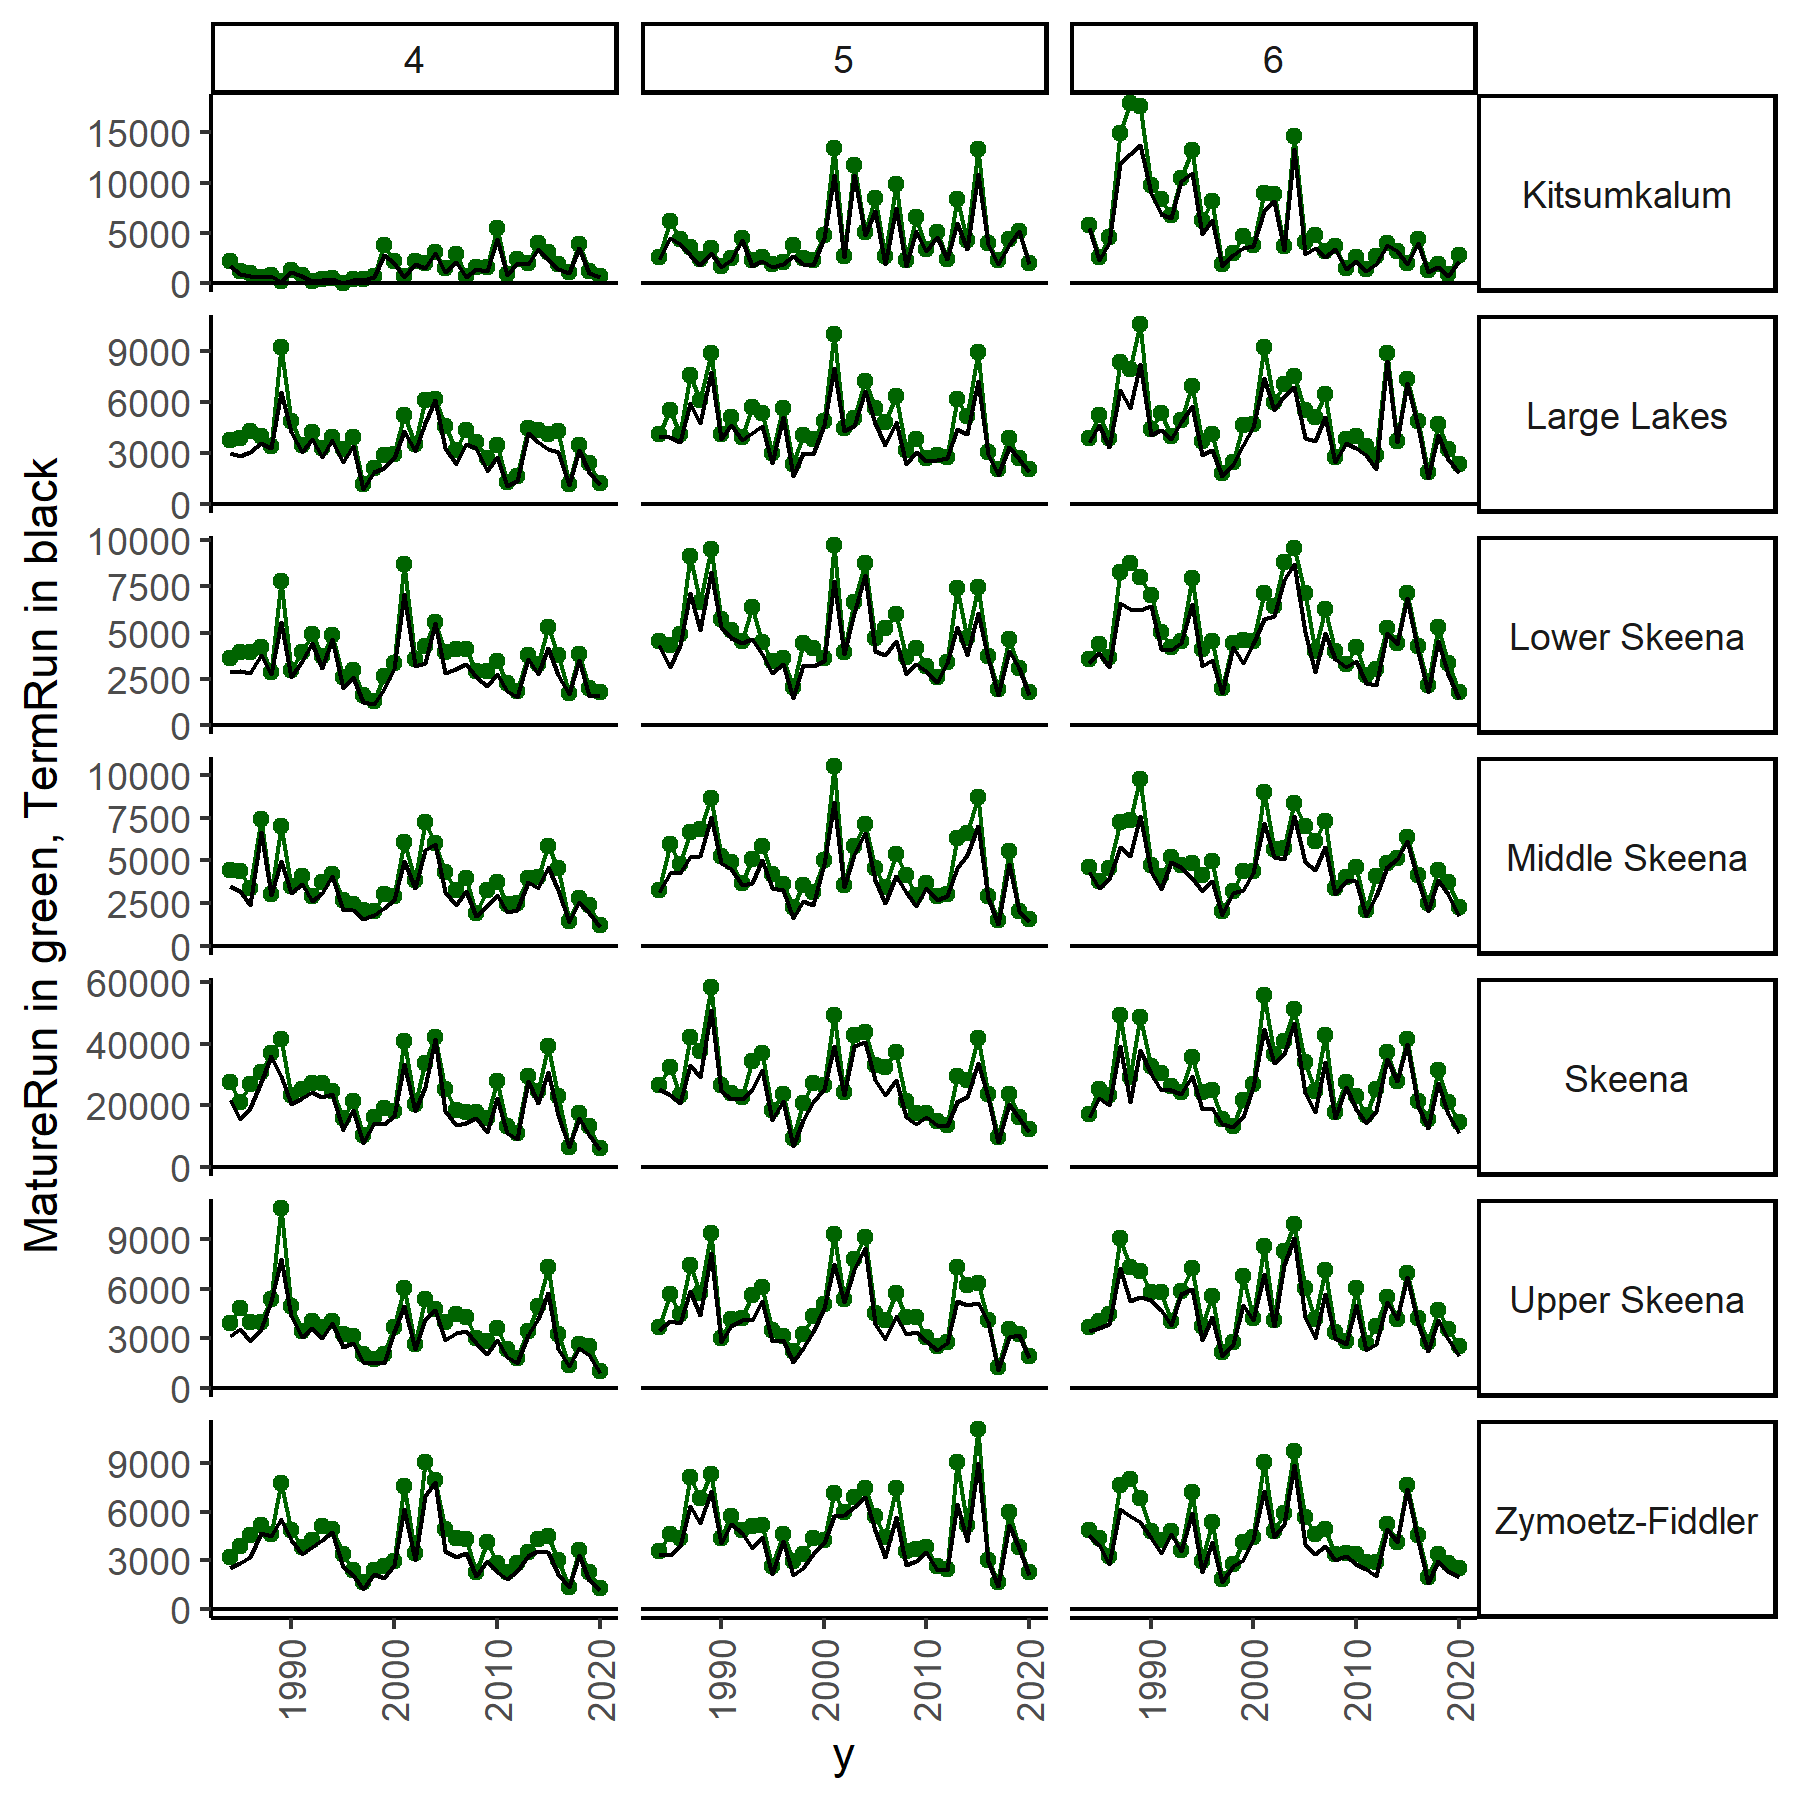 4 5 6
15000
10000
5000
0
Kitsumkalum
9000
6000
3000
0
Large Lakes
10000
7500
5000
2500
0
Lower Skeena
10000
7500
5000
2500
0
Middle Skeena
60000
40000
20000
0
Skeena
9000
6000
3000
0
Upper Skeena
9000
6000
3000
0
Zymoetz-Fiddler
MatureRun in green, TermRun in black
1990 2000 2010 2020 1990 2000 2010 2020 1990 2000 2010 2020
y